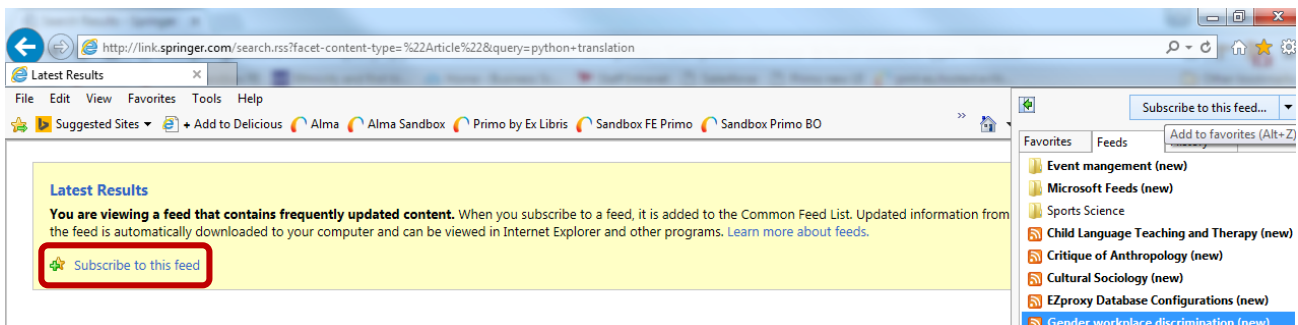 http://link.springer.com/search.rss?facet-content-type=%22Article%22&query=python+translation
Latest Results
File Edit View Favorites Tools Help
Suggested Sites + Add to Delicious Alma Alma Sandbox Primo by Ex Libris Sandbox FE Primo Sandbox Primo BO »
Latest Results
You are viewing a feed that contains frequently updated content. When you subscribe to a feed, it is added to the Common Feed List. Updated information from
the feed is automatically downloaded to your computer and can be viewed in Internet Explorer and other programs. Learn more about feeds.
Subscribe to this feed
Subscribe to this feed...
Add to favorites (Alt+Z)
Favorites Feeds
Event mangement (new)
Microsoft Feeds (new)
Sports Science
Child Language Teaching and Therapy (new)
Critique of Anthropology (new)
Cultural Sociology (new)
EZproxy Database Configurations (new)
Gender workplace discrimination (new)